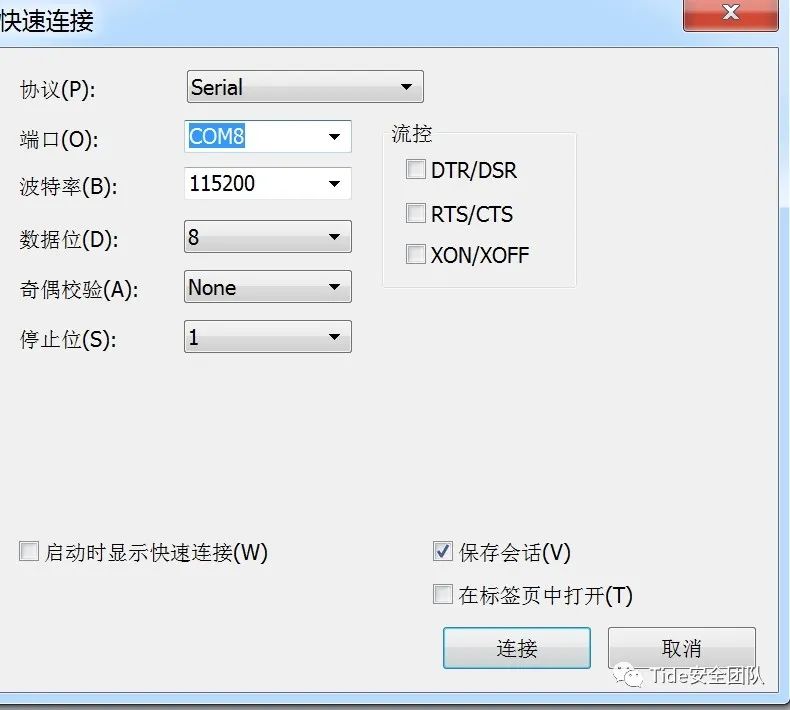 快速连接
协议(P):
Serial
端口(O):
COM8
流控
DTR/DSR
波特率(B):
115200
RTS/CTS
数据位(D):
8
XON/XOFF
奇偶校验(A):
None
停止位(S):
1
启动时显示快速连接(W)
保存会话(V)
在标签页中打开(T)
连接
取消
Tide安全团队